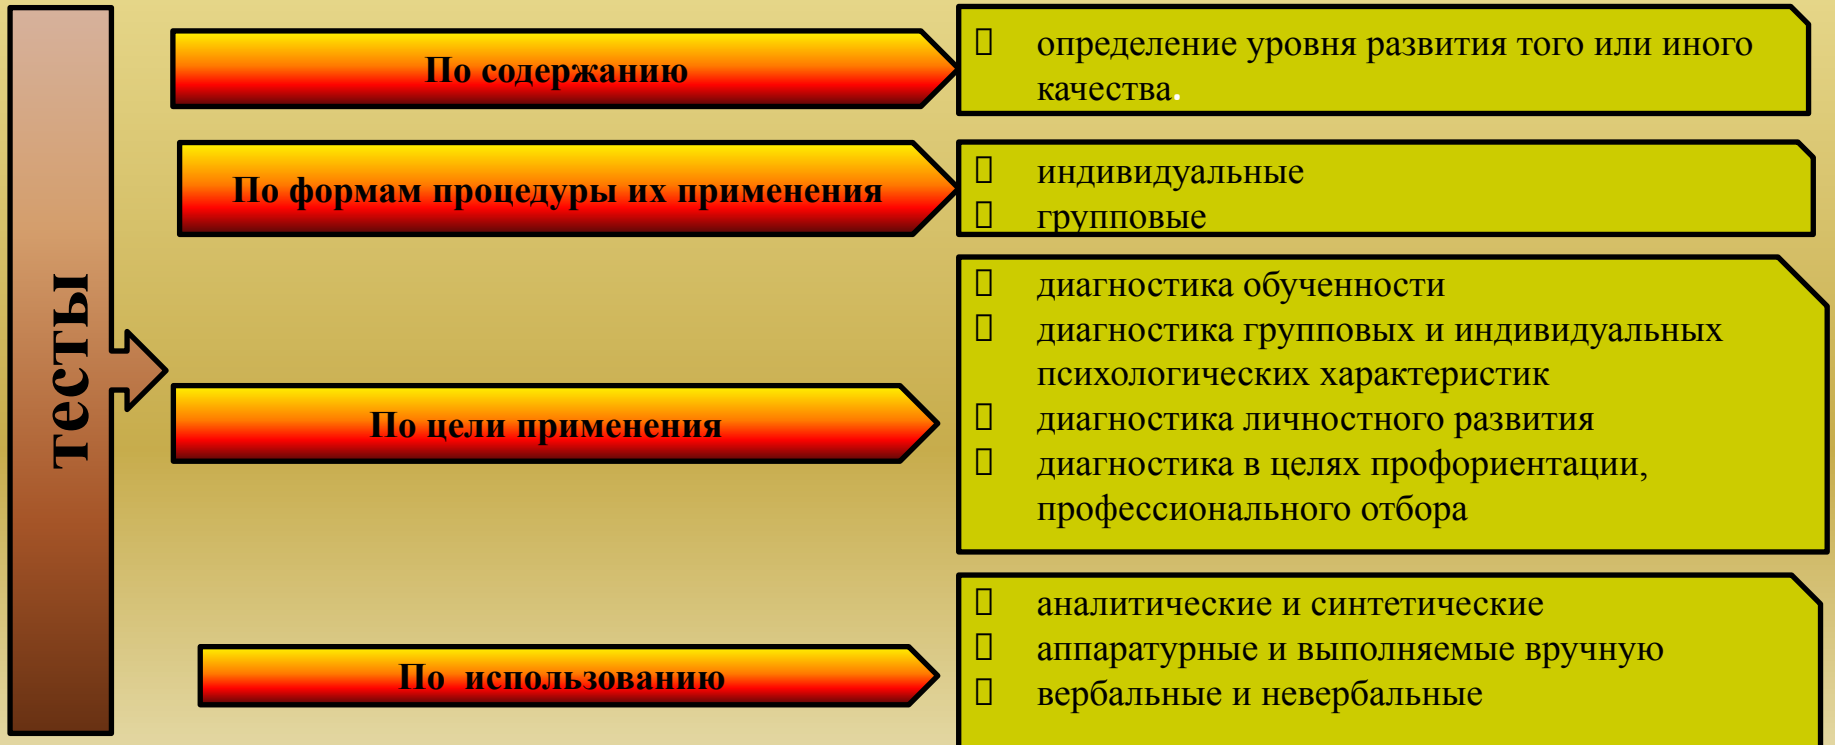 тесты
По содержанию
определение уровня развития того или иного
качества.
По формам процедуры их применения
индивидуальные
групповые
По цели применения
диагностика обученности
диагностика групповых и индивидуальных
психологических характеристик
диагностика личностного развития
диагностика в целях профориентации,
профессионального отбора
По использованию
аналитические и синтетические
аппаратурные и выполняемые вручную
вербальные и невербальные